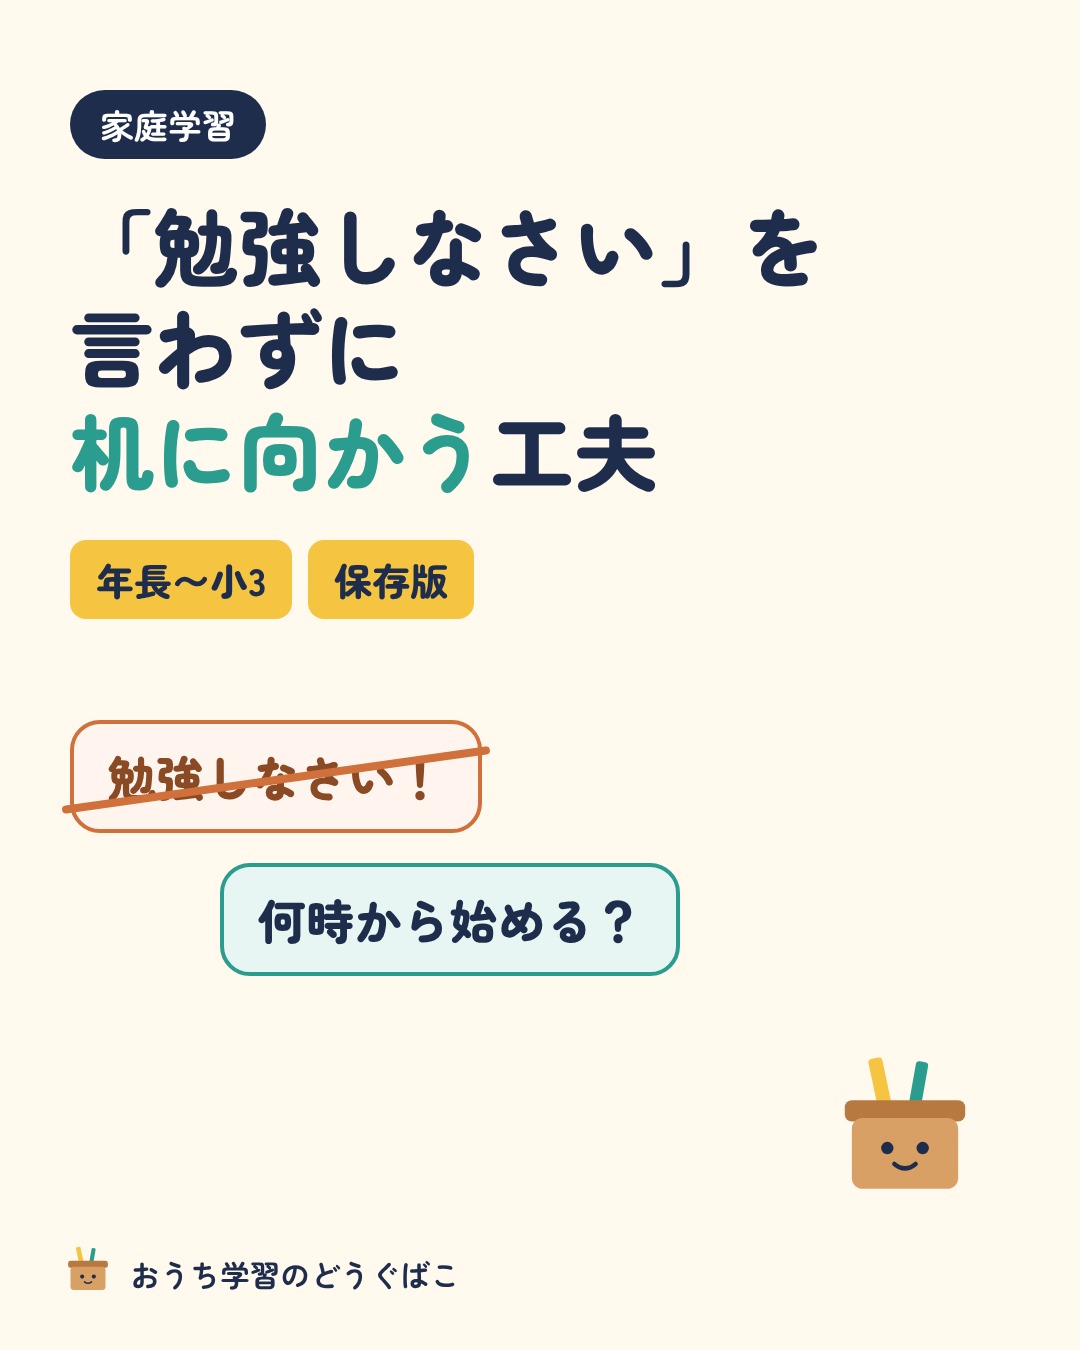 家庭学習
「勉強しなさい」を
言わずに
机に向かう工夫
年長〜小3 保存版
勉強しなさい！
何時から始める？
おうち学習のどうぐばこ